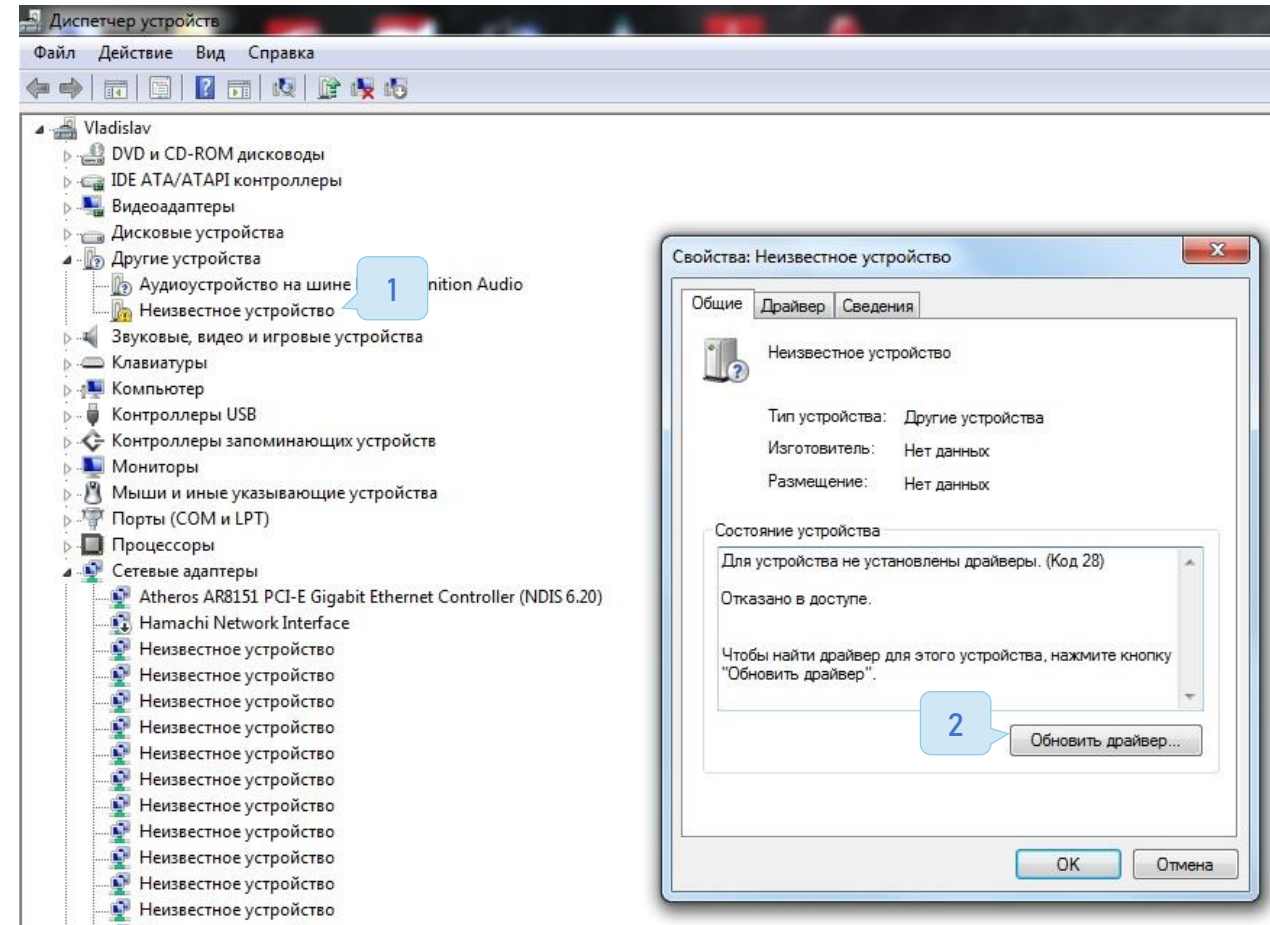 Диспетчер устройств
Файл Действие Вид Справка
Vladislav
DVD и CD-ROM дисководы
IDE ATA/ATAPI контроллеры
Видеоадаптеры
Дисковые устройства
Другие устройства
Аудиоустройство на шине nition Audio
1
Неизвестное устройство
Звуковые, видео и игровые устройства
Клавиатуры
Компьютер
Контроллеры USB
Контроллеры запоминающих устройств
Мониторы
Мыши и иные указывающие устройства
Порты (COM и LPT)
Процессоры
Сетевые адаптеры
Atheros AR8151 PCI-E Gigabit Ethernet Controller (NDIS 6.20)
Hamachi Network Interface
Неизвестное устройство
Неизвестное устройство
Неизвестное устройство
Неизвестное устройство
Неизвестное устройство
Неизвестное устройство
Неизвестное устройство
Неизвестное устройство
Неизвестное устройство
Неизвестное устройство
Неизвестное устройство
Свойства: Неизвестное устройство
X
Общие Драйвер Сведения
Неизвестное устройство
Тип устройства: Другие устройства
Изготовитель: Нет данных
Размещение: Нет данных
Состояние устройства
Для устройства не установлены драйверы. (Код 28)
Отказано в доступе.
Чтобы найти драйвер для этого устройства, нажмите кнопку
"Обновить драйвер".
2
Обновить драйвер...
OK Отмена